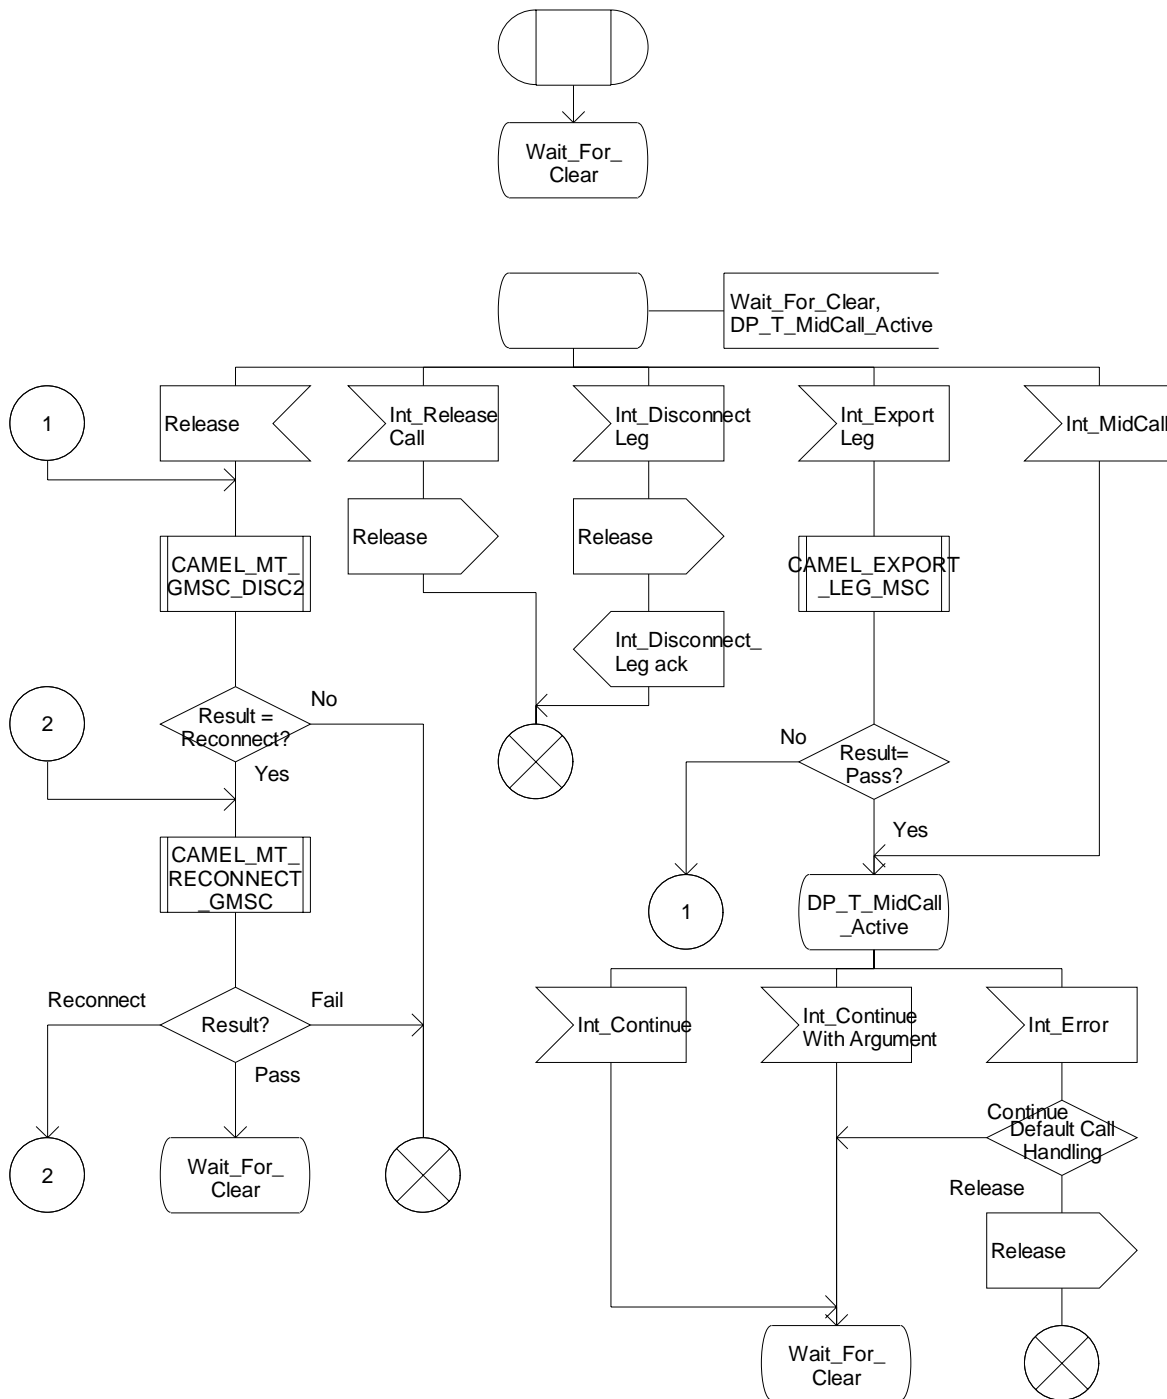 Wait_For_
Clear
Wait_For_Clear,
DP_T_MidCall_Active
1
Release
Int_Release
Call
Int_Disconnect
Leg
Int_Export
Leg
Int_MidCall
Release
Release
CAMEL_MT_
GMSC_DISC2
CAMEL_EXPORT
_LEG_MSC
Int_Disconnect_
Leg ack
2
Result =
Reconnect?
No
Yes
No
Result=
Pass?
Yes
CAMEL_MT_
RECONNECT
_GMSC
1
DP_T_MidCall
_Active
Reconnect
Result?
Fail
Pass
Int_Continue
Int_Continue
With Argument
Int_Error
Continue
Default Call
Handling
Release
2
Wait_For_
Clear
Release
Wait_For_
Clear